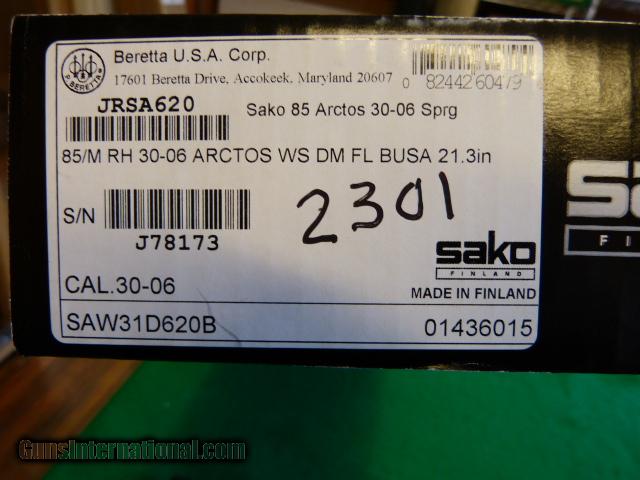 Beretta U.S.A. Corp.
17601 Beretta Drive, Accokeek, Maryland 20607
0 82442 60479
P. BERETTA
JRSA620
Sako 85 Arctos 30-06 Sprg
85/M RH 30-06 ARCTOS WS DM FL BUSA 21.3in
S/N
J78173
2301
sako
FINLAND
CAL.30-06
MADE IN FINLAND
SAW31D620B
01436015
GunsInternational.com